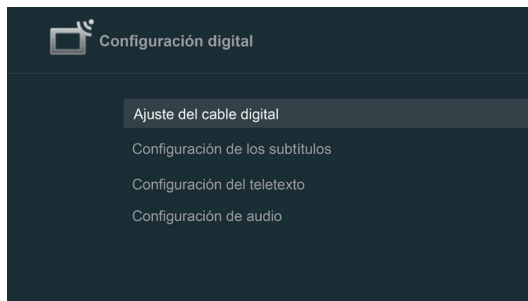 Configuración digital
Ajuste del cable digital
Configuración de los subtítulos
Configuración del teletexto
Configuración de audio